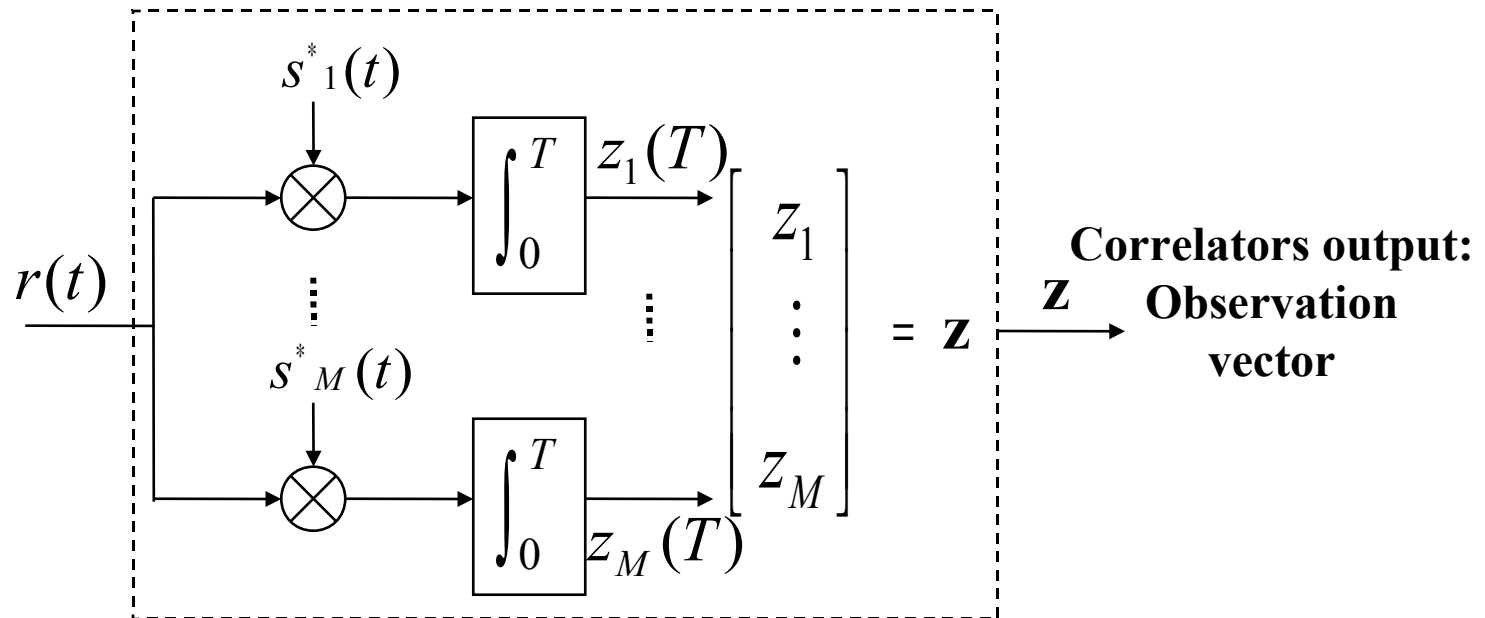 s*1(t)
∫0T
z1(T)
z1
r(t)
s*M(t)
⋮
= z
z
Correlators output:
Observation
vector
∫0T
zM
zM(T)